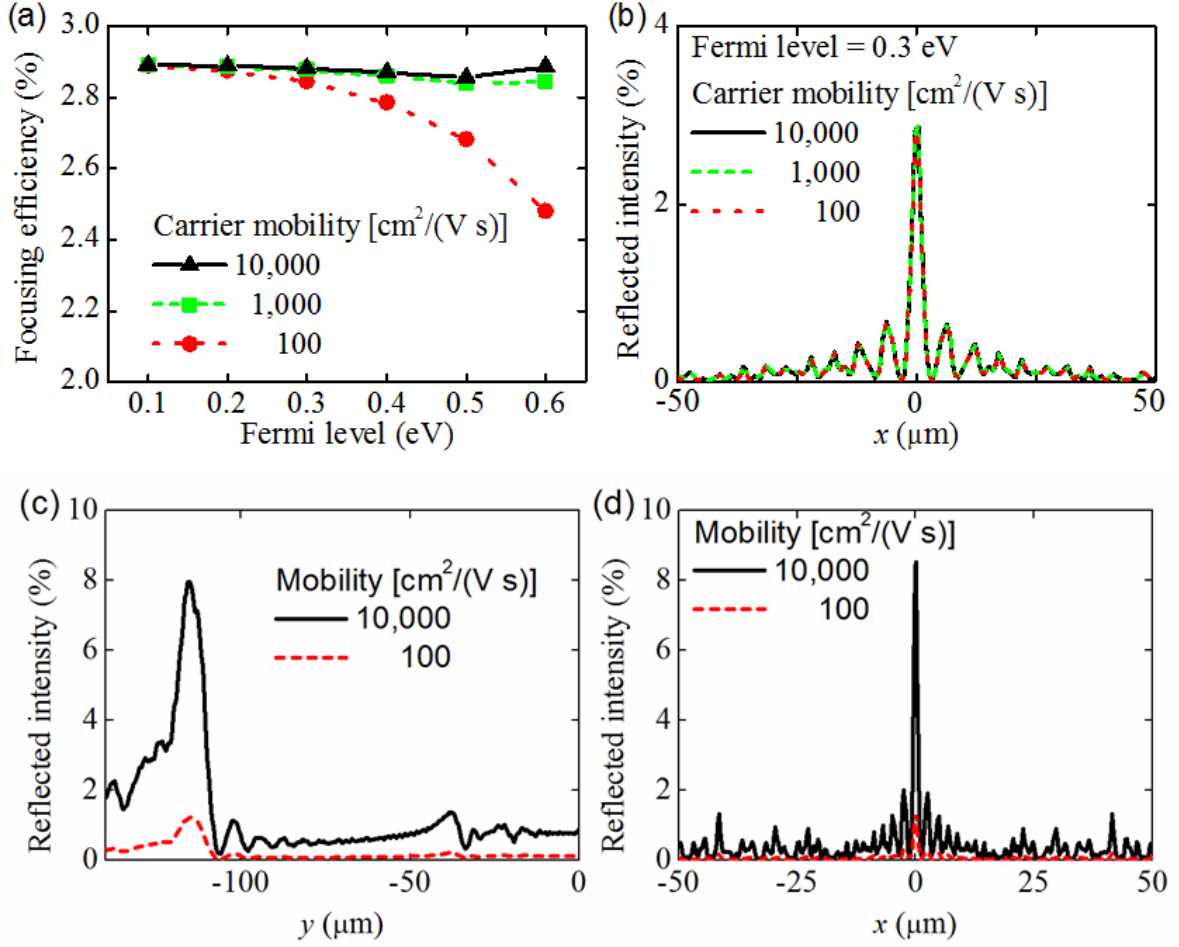 (a)
3.0
2.8
2.6
2.4
2.2
2.0
Focusing efficiency (%)
Carrier mobility [cm²/(V s)]
10,000
1,000
100
0.1 0.2 0.3 0.4 0.5 0.6
Fermi level (eV)
(b)
4
2
0
Reflected intensity (%)
Fermi level = 0.3 eV
Carrier mobility [cm²/(V s)]
10,000
1,000
100
-50 -25 0 25 50
x (µm)
(c)
10
8
6
4
2
0
Reflected intensity (%)
Mobility [cm²/(V s)]
10,000
100
-100 -50 0
y (µm)
(d)
10
8
6
4
2
0
Reflected intensity (%)
Mobility [cm²/(V s)]
10,000
100
-50 -25 0 25 50
x (µm)